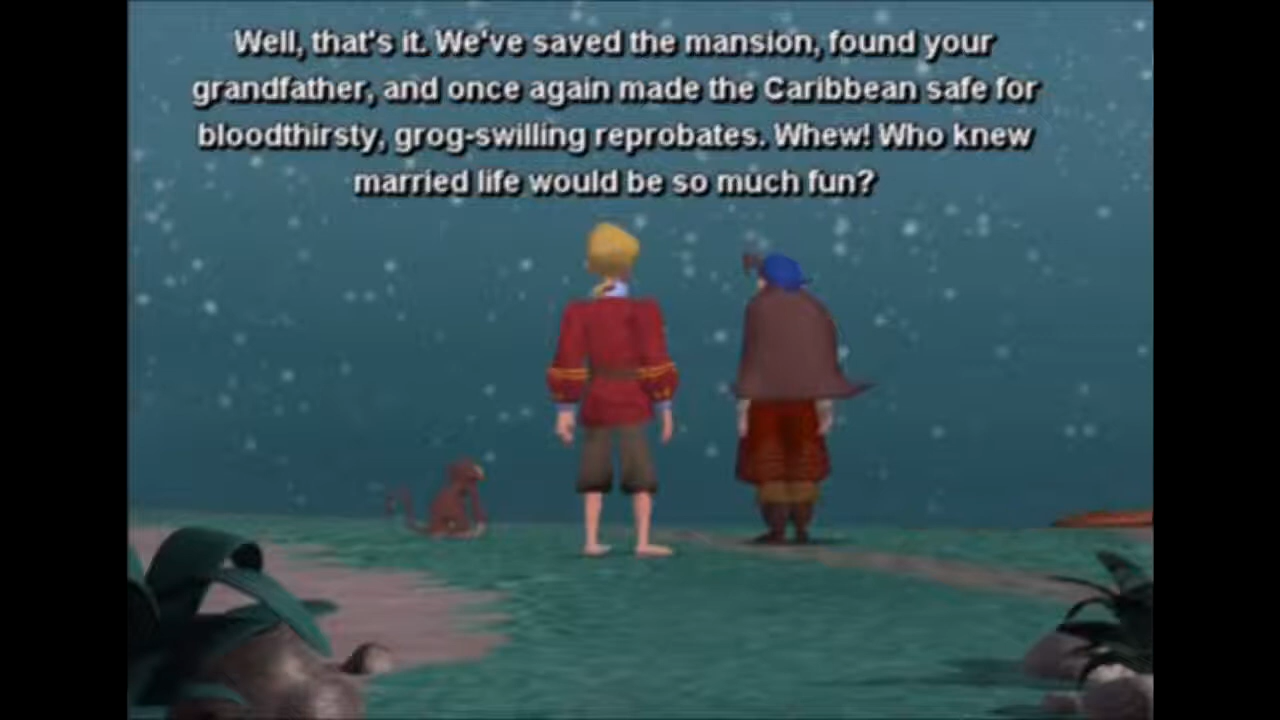 Well, that's it. We've saved the mansion, found your
grandfather, and once again made the Caribbean safe for
bloodthirsty, grog-swilling reprobates. Whew! Who knew
married life would be so much fun?